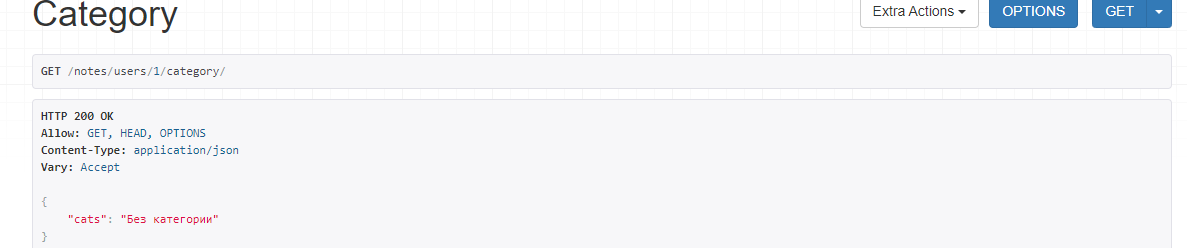 Category
Extra Actions
OPTIONS
GET
GET /notes/users/1/category/
HTTP 200 OK
Allow: GET, HEAD, OPTIONS
Content-Type: application/json
Vary: Accept
{
"cats": "Без категории"
}